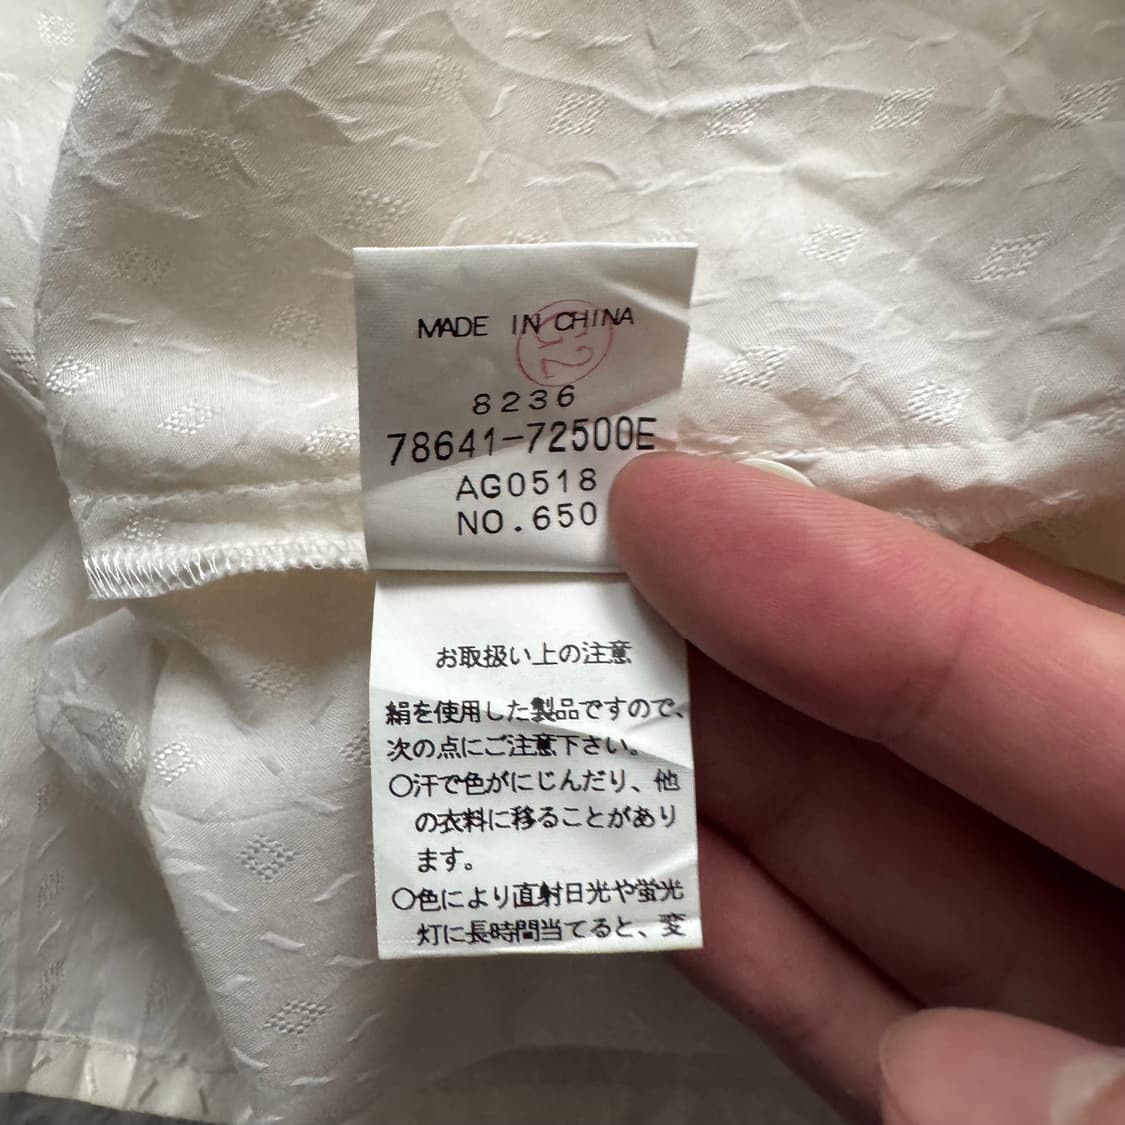 MADE IN CHINA
52
8236
78641-72500E
AG0518
NO.650
お取扱い上の注意
絹を使用した製品ですので、
次の点にご注意下さい。
○汗で色がにじんだり、他
の衣料に移ることがあり
ます。
○色により直射日光や蛍光
灯に長時間当てると、変